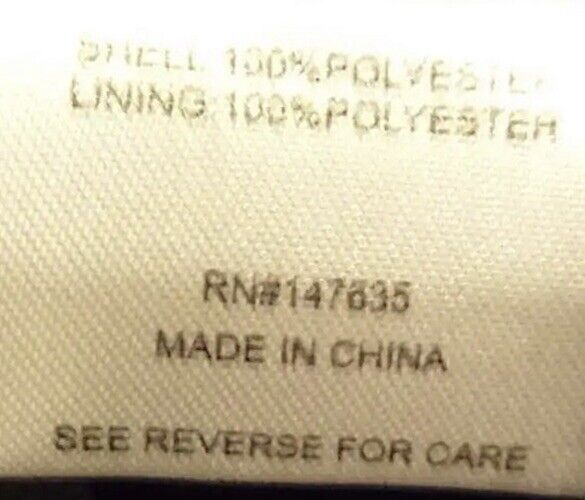 SHELL 100% POLYESTER
LINING:100%POLYESTER
RN#147635
MADE IN CHINA
SEE REVERSE FOR CARE